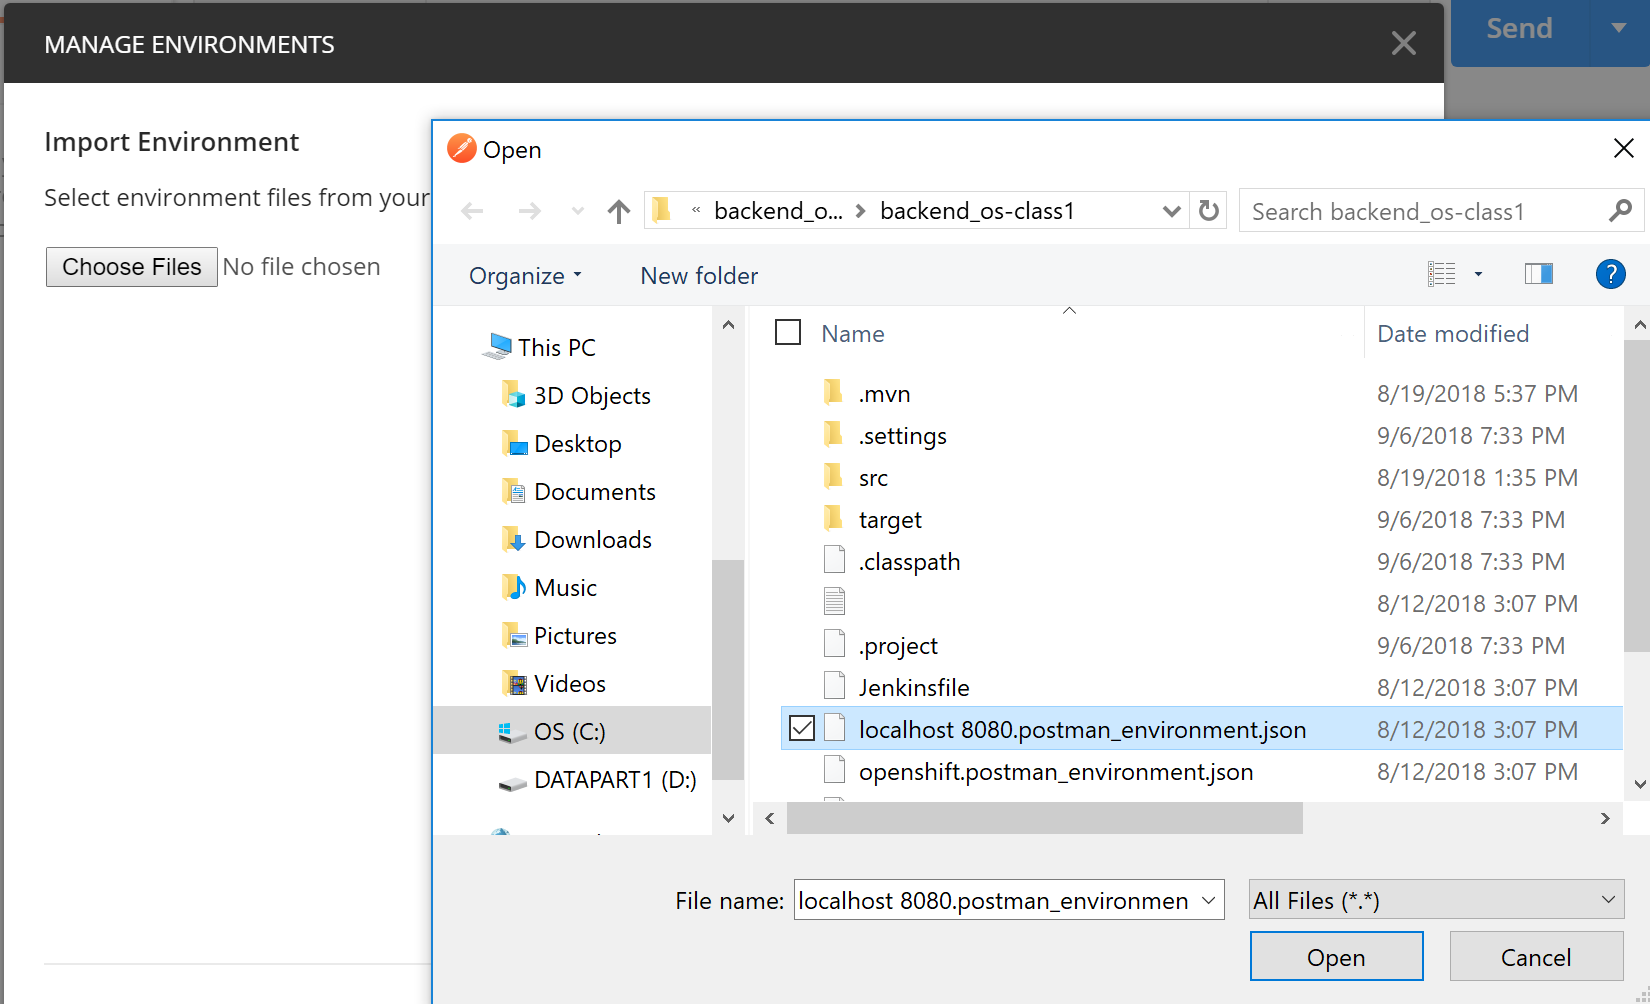 MANAGE ENVIRONMENTS
Send
Import Environment
Select environment files from your
Choose Files No file chosen
Open
« backend_o... > backend_os-class1
Search backend_os-class1
Organize
New folder
?
This PC
3D Objects
Desktop
Documents
Downloads
Music
Pictures
Videos
OS (C:)
DATAPART1 (D:)
Name Date modified
.mvn 8/19/2018 5:37 PM
.settings 9/6/2018 7:33 PM
src 8/19/2018 1:35 PM
target 9/6/2018 7:33 PM
.classpath 9/6/2018 7:33 PM
8/12/2018 3:07 PM
.project 9/6/2018 7:33 PM
Jenkinsfile 8/12/2018 3:07 PM
localhost 8080.postman_environment.json 8/12/2018 3:07 PM
openshift.postman_environment.json 8/12/2018 3:07 PM
File name: localhost 8080.postman_environmen
All Files (*.*)
Open
Cancel